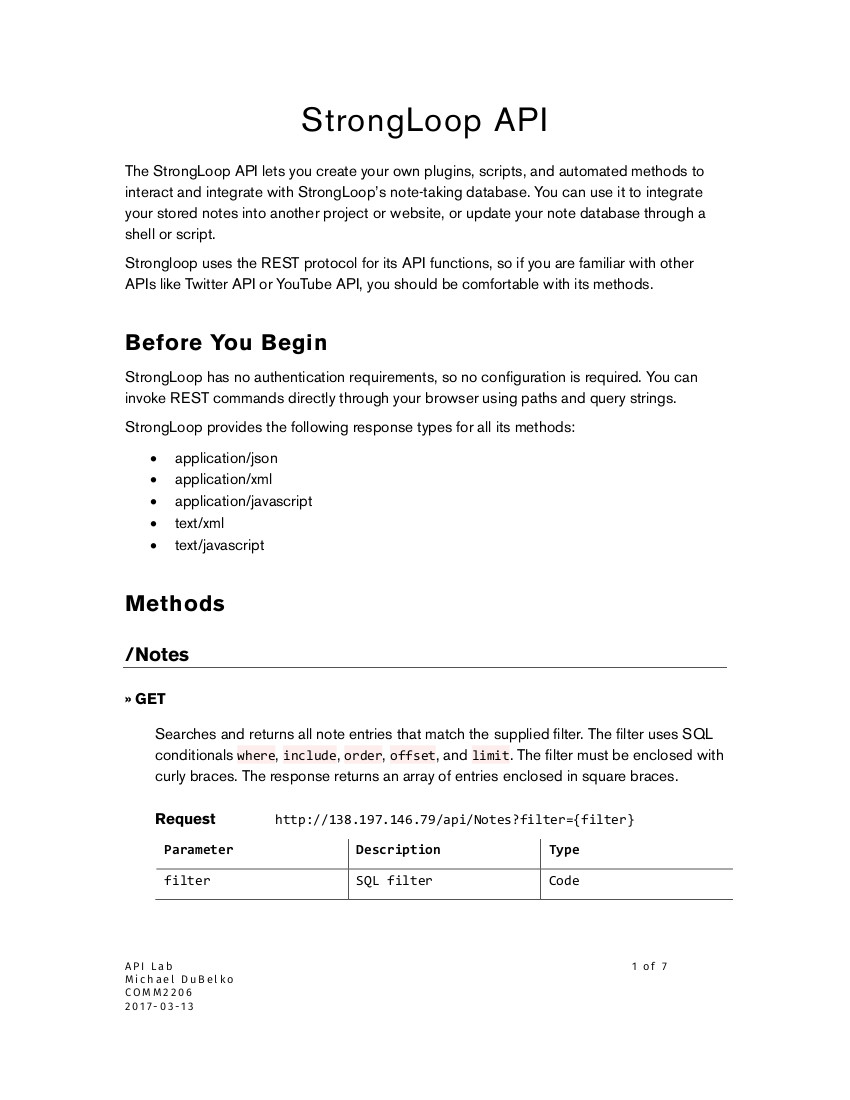 StrongLoop API
The StrongLoop API lets you create your own plugins, scripts, and automated methods to
interact and integrate with StrongLoop's note-taking database. You can use it to integrate
your stored notes into another project or website, or update your note database through a
shell or script.
Strongloop uses the REST protocol for its API functions, so if you are familiar with other
APIs like Twitter API or YouTube API, you should be comfortable with its methods.
Before You Begin
StrongLoop has no authentication requirements, so no configuration is required. You can
invoke REST commands directly through your browser using paths and query strings.
StrongLoop provides the following response types for all its methods:
• application/json
• application/xml
• application/javascript
• text/xml
• text/javascript
Methods
/Notes
» GET
Searches and returns all note entries that match the supplied filter. The filter uses SQL
conditionals where, include, order, offset, and limit. The filter must be enclosed with
curly braces. The response returns an array of entries enclosed in square braces.
Request http://138.197.146.79/api/Notes?filter={filter}
Parameter Description Type
filter SQL filter Code
API Lab 1 of 7
Michael DuBelko
COMM2206
2017-03-13